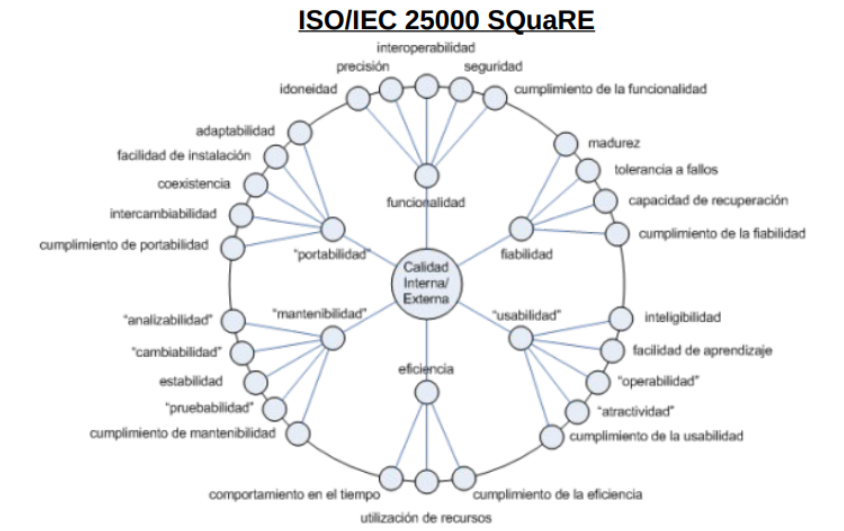 ISO/IEC 25000 SQuaRE
interoperabilidad
precisión
seguridad
idoneidad
cumplimiento de la funcionalidad
adaptabilidad
madurez
facilidad de instalación
tolerancia a fallos
coexistencia
capacidad de recuperación
intercambiabilidad
funcionalidad
cumplimiento de portabilidad
cumplimiento de la fiabilidad
"portabilidad"
fiabilidad
Calidad
Interna/
Externa
"mantenibilidad"
"usabilidad"
"analizabilidad"
inteligibilidad
"cambiabilidad"
facilidad de aprendizaje
estabilidad
eficiencia
"operabilidad"
"pruebabilidad"
"atractividad"
cumplimiento de mantenibilidad
cumplimiento de la usabilidad
comportamiento en el tiempo
cumplimiento de la eficiencia
utilización de recursos